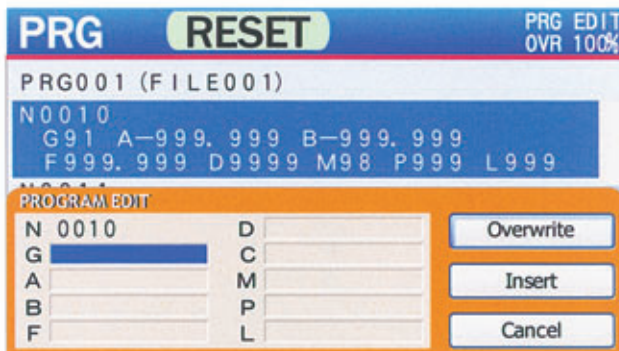 PRG RESET PRG EDIT
OVR 100%
PRG001 (FILE001)
N0010
G91 A-999. 999 B-999. 999
F999. 999 D9999 M98 P999 L999
PROGRAM EDIT
N 0010 D Overwrite
G C
A M Insert
B P
F L Cancel